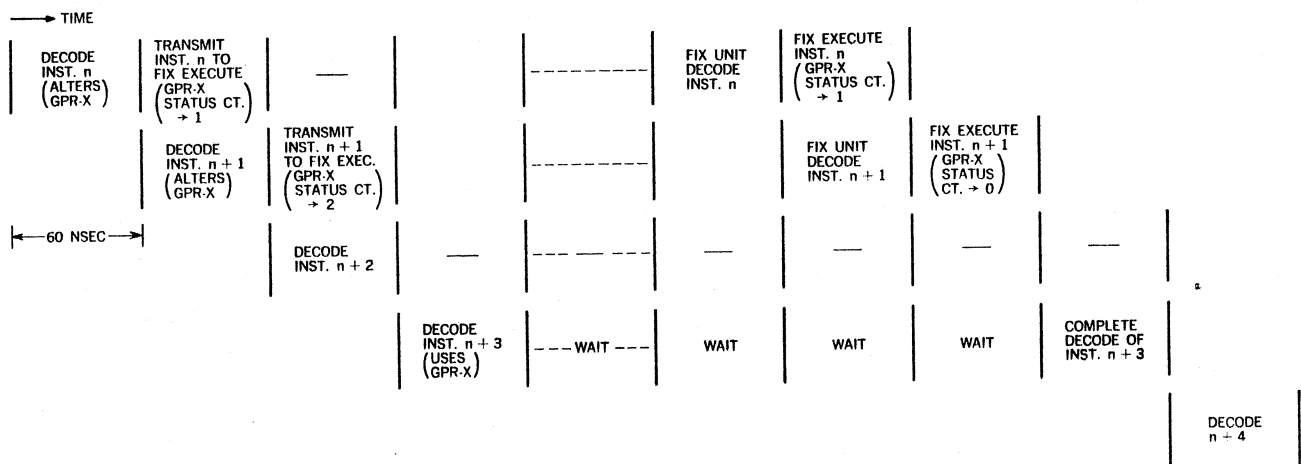 TIME
DECODE
INST. n
(ALTERS
GPR-X)
TRANSMIT
INST. n TO
FIX EXECUTE
(GPR-X
STATUS CT.
→ 1)
—
- - - - - - - - -
FIX UNIT
DECODE
INST. n
FIX EXECUTE
INST. n
(GPR-X
STATUS CT.
→ 1)
DECODE
INST. n + 1
(ALTERS
GPR-X)
TRANSMIT
INST. n + 1
TO FIX EXEC.
(GPR-X
STATUS CT.
→ 2)
- - - - - - - - -
FIX UNIT
DECODE
INST. n + 1
FIX EXECUTE
INST. n + 1
(GPR-X
STATUS
CT. → 0)
60 NSEC
DECODE
INST. n + 2
—
- - - — - - -
—
—
—
—
DECODE
INST. n + 3
(USES
GPR-X)
- - - WAIT - - -
WAIT
WAIT
WAIT
COMPLETE
DECODE OF
INST. n + 3
DECODE
n + 4